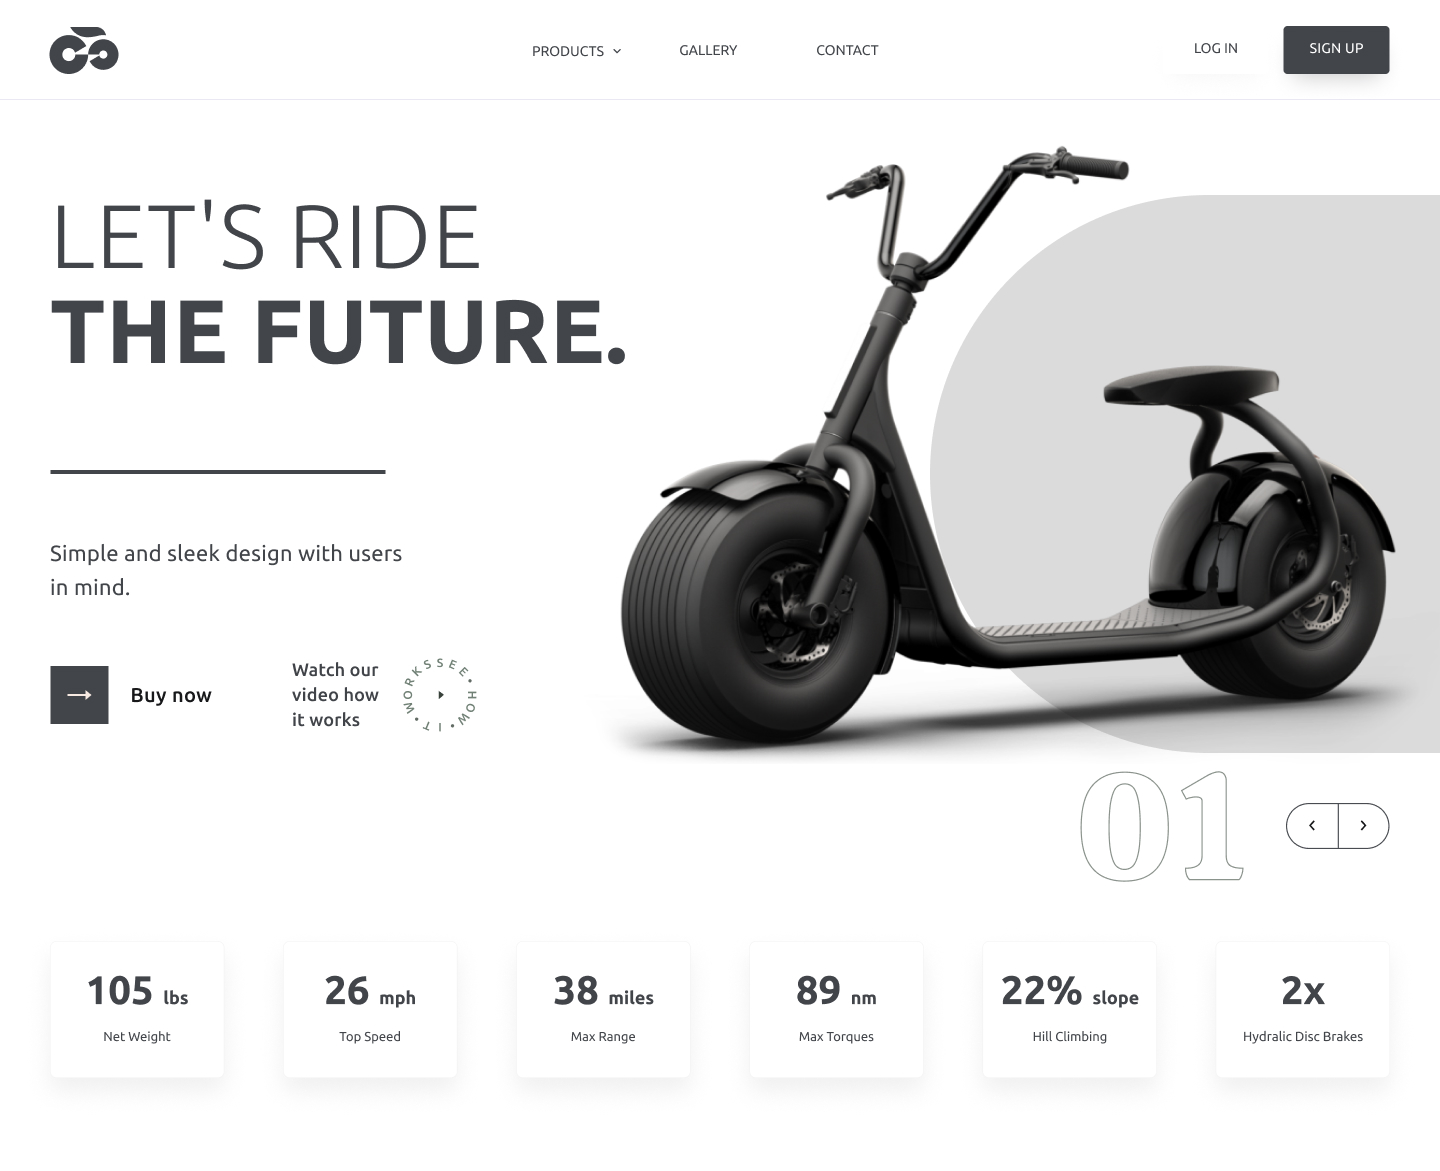 PRODUCTS
GALLERY
CONTACT
LOG IN
SIGN UP
LET'S RIDE
THE FUTURE.
Simple and sleek design with users
in mind.
Buy now
Watch our
video how
it works
SEE • HOW • IT • WORKS
01
105 lbs
Net Weight
26 mph
Top Speed
38 miles
Max Range
89 nm
Max Torques
22% slope
Hill Climbing
2x
Hydralic Disc Brakes